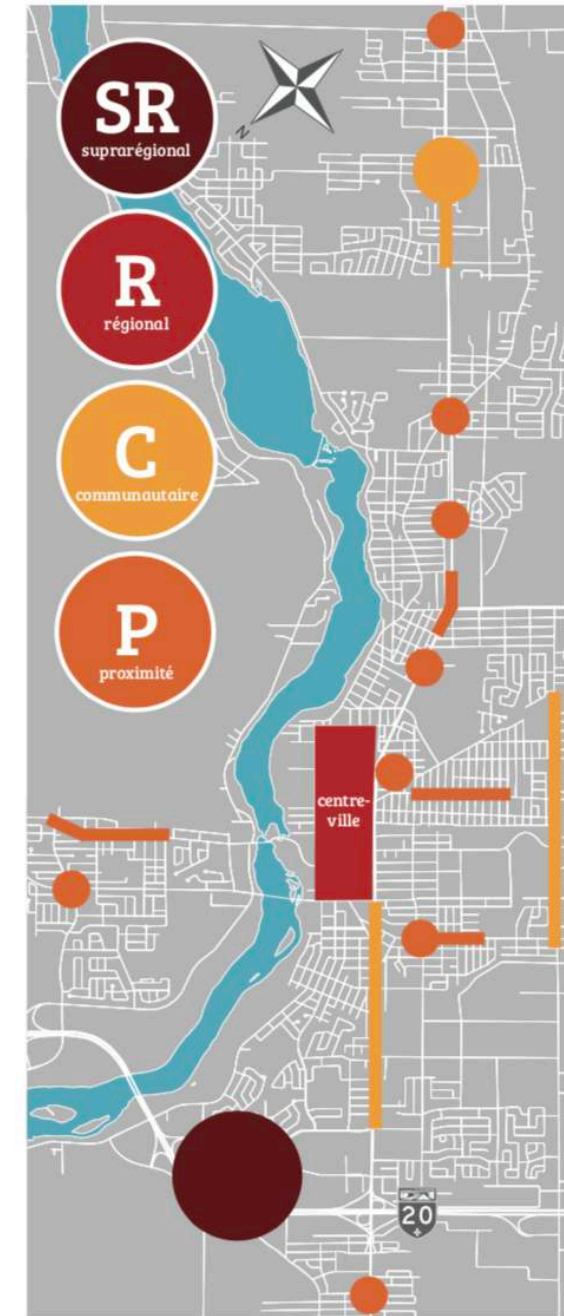 SR
suprarégional
N
R
régional
C
communautaire
P
proximité
centre-
ville
20